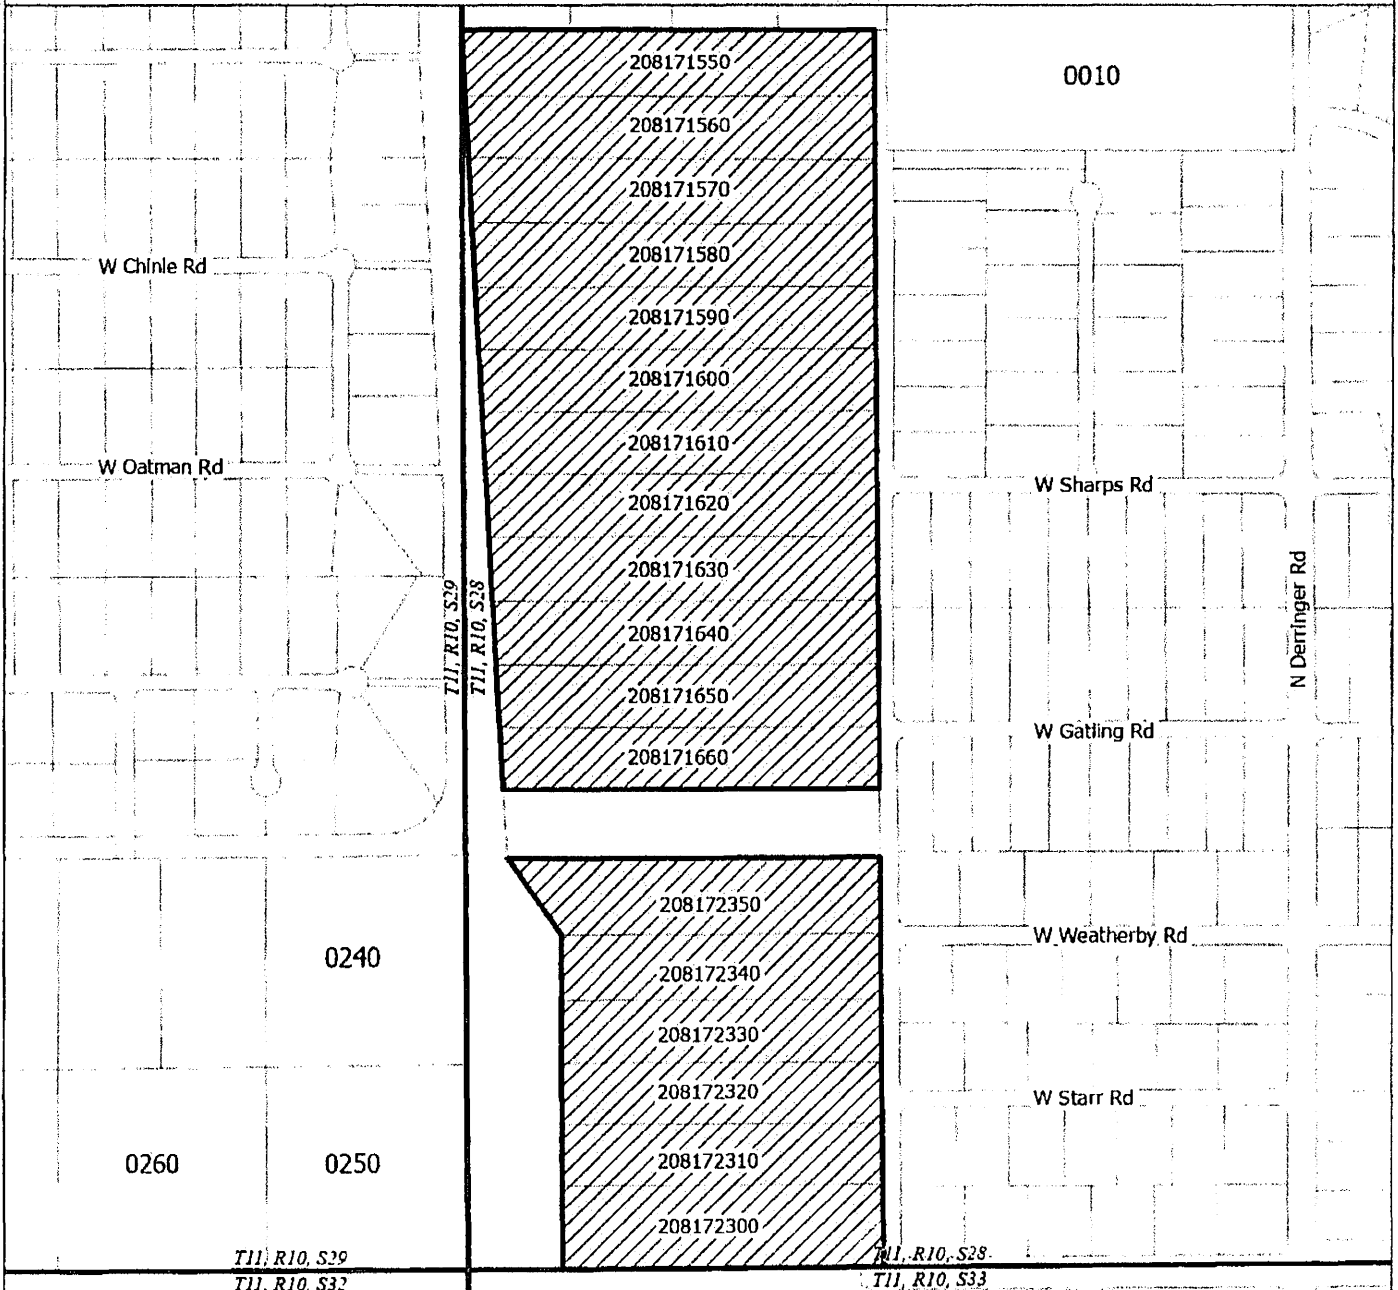 208171550
0010
208171560
208171570
208171580
W Chinle Rd
208171590
208171600
208171610
W Oatman Rd
W Sharps Rd
208171620
208171630
T11, R10, S29
T11, R10, S28
N Derringer Rd
208171640
208171650
W Gatling Rd
208171660
208172350
W Weatherby Rd
0240
208172340
208172330
208172320
W Starr Rd
0260
0250
208172310
208172300
T11, R10, S29
T11, R10, S28
T11, R10, S32
T11, R10, S33